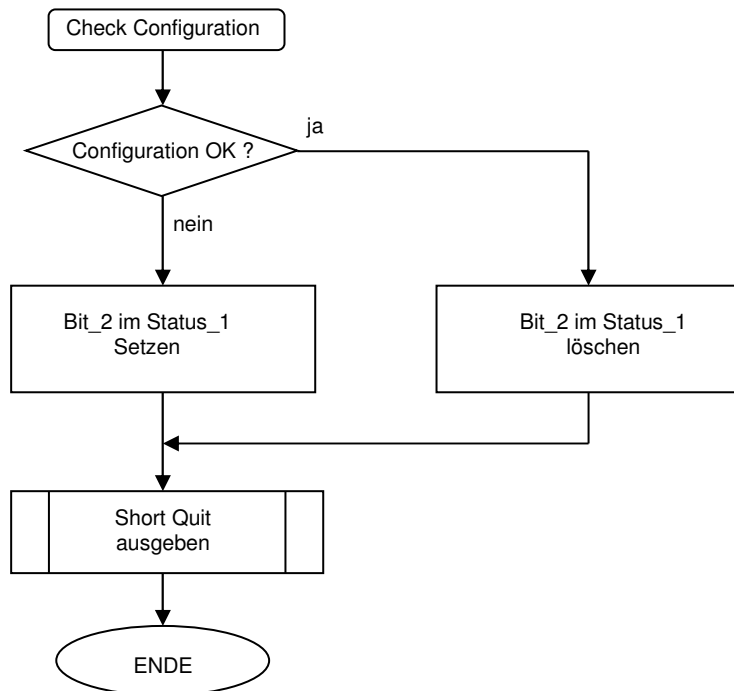 Check Configuration
ja
Configuration OK ?
nein
Bit_2 im Status_1
Setzen
Bit_2 im Status_1
löschen
Short Quit
ausgeben
ENDE